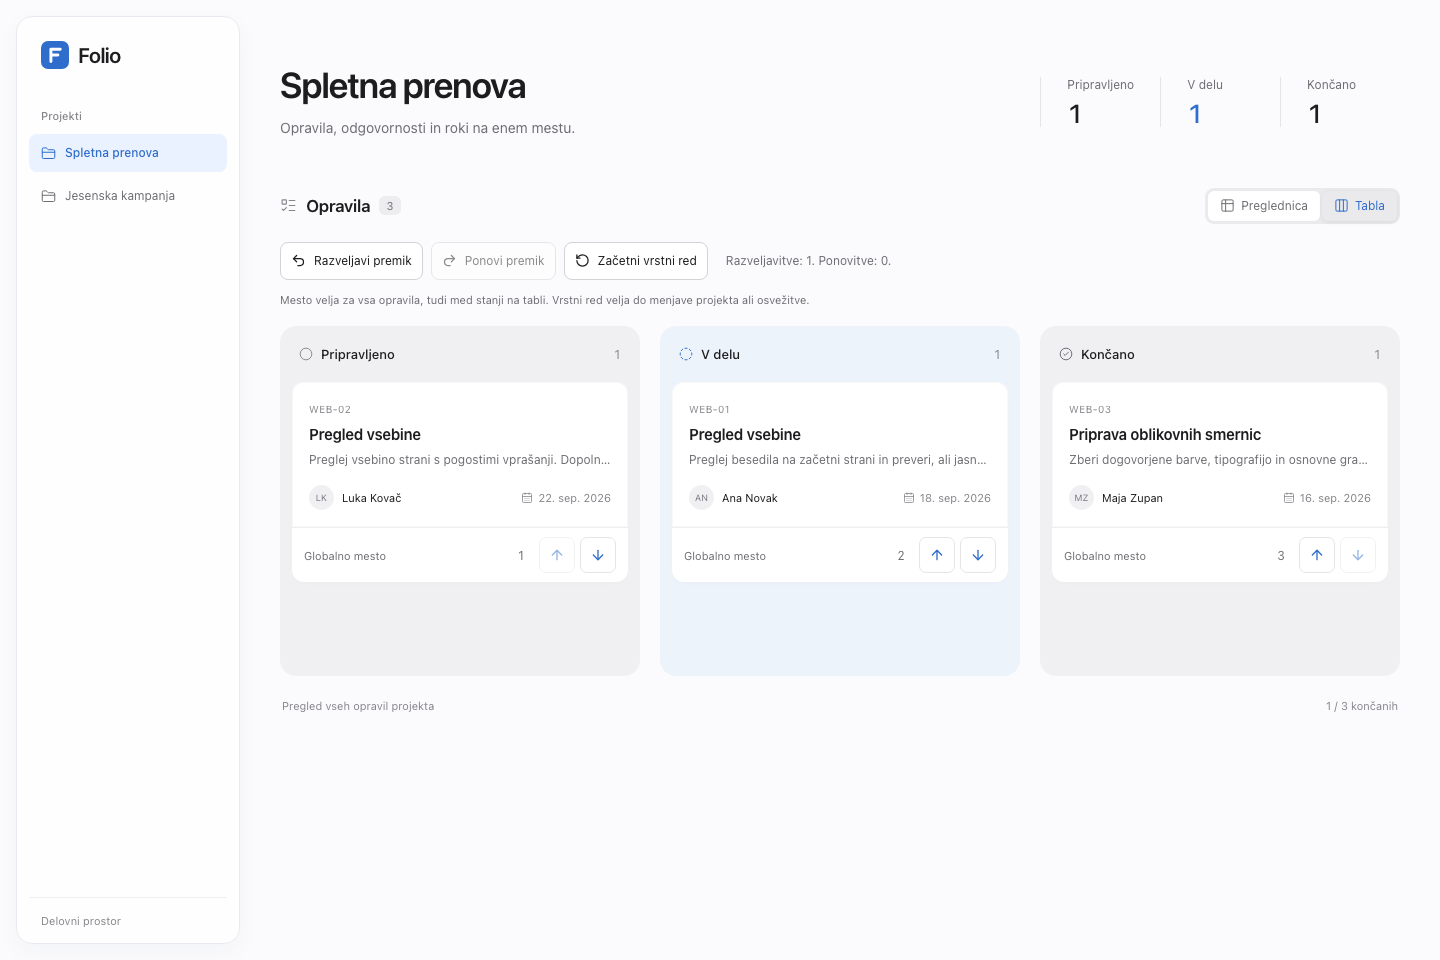 Folio
Projekti
Spletna prenova
Jesenska kampanja
Delovni prostor
Spletna prenova
Opravila, odgovornosti in roki na enem mestu.
Pripravljeno
1
V delu
1
Končano
1
Opravila 3
Preglednica
Tabla
Razveljavi premik
Ponovi premik
Začetni vrstni red
Razveljavitve: 1. Ponovitve: 0.
Mesto velja za vsa opravila, tudi med stanji na tabli. Vrstni red velja do menjave projekta ali osvežitve.
Pripravljeno 1
WEB-02
Pregled vsebine
Preglej vsebino strani s pogostimi vprašanji. Dopoln...
LK Luka Kovač 22. sep. 2026
Globalno mesto 1
V delu 1
WEB-01
Pregled vsebine
Preglej besedila na začetni strani in preveri, ali jasn...
AN Ana Novak 18. sep. 2026
Globalno mesto 2
Končano 1
WEB-03
Priprava oblikovnih smernic
Zberi dogovorjene barve, tipografijo in osnovne gra...
MZ Maja Zupan 16. sep. 2026
Globalno mesto 3
Pregled vseh opravil projekta
1 / 3 končanih